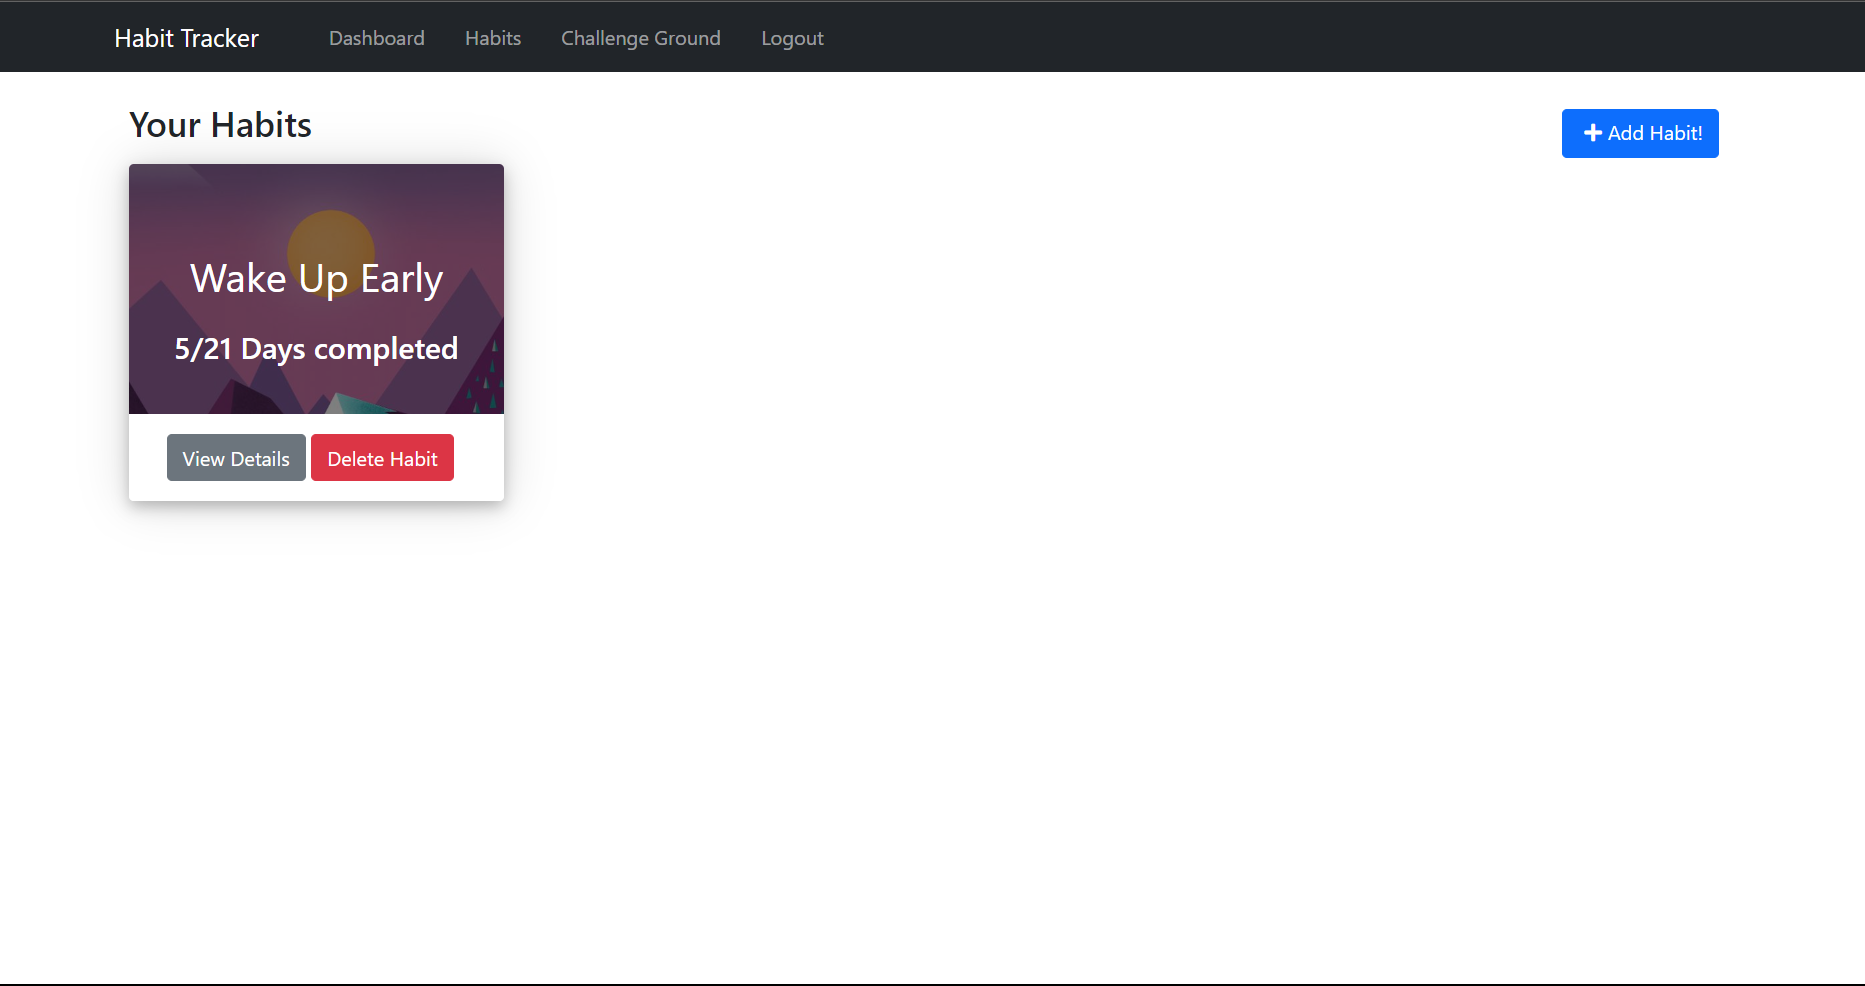 Habit Tracker Dashboard Habits Challenge Ground Logout
Your Habits
Add Habit!
Wake Up Early
5/21 Days completed
View Details Delete Habit